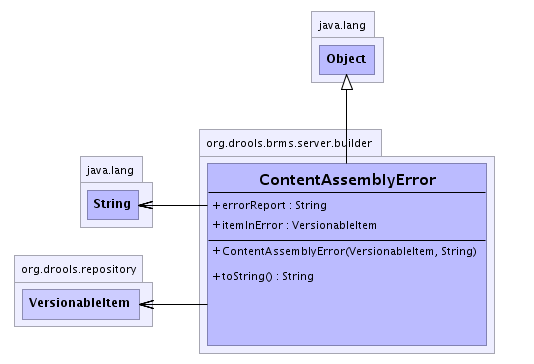 java.lang
Object
org.drools.brms.server.builder
ContentAssemblyError
+ errorReport : String
+ itemInError : VersionableItem
+ ContentAssemblyError(VersionableItem, String)
+ toString() : String
java.lang
String
org.drools.repository
VersionableItem